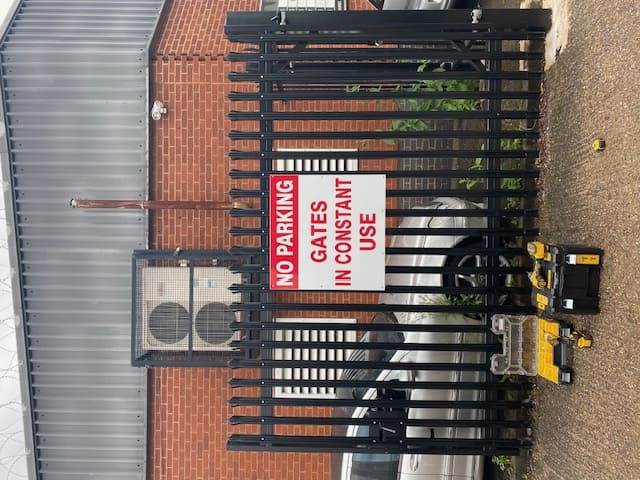 NO PARKING
GATES
IN CONSTANT
USE